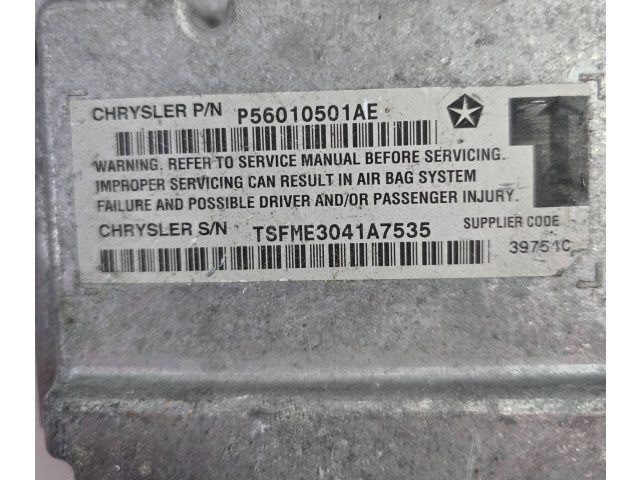 CHRYSLER P/N P56010501AE
WARNING. REFER TO SERVICE MANUAL BEFORE SERVICING.
IMPROPER SERVICING CAN RESULT IN AIR BAG SYSTEM
FAILURE AND POSSIBLE DRIVER AND/OR PASSENGER INJURY.
CHRYSLER S/N TSFME3041A7535 SUPPLIER CODE
39754C